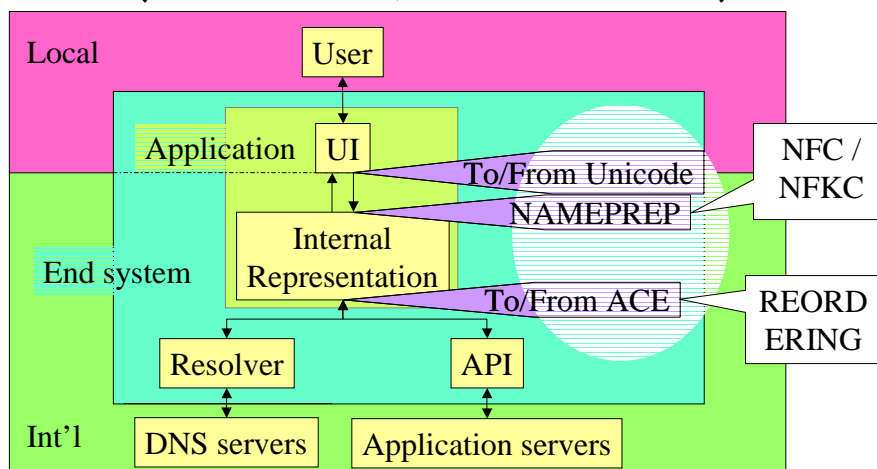 Local
User
Application
UI
To/From Unicode
NFC /
NFKC
NAMEPREP
Internal
Representation
End system
To/From ACE
REORD
ERING
Resolver
API
Int'l
DNS servers
Application servers